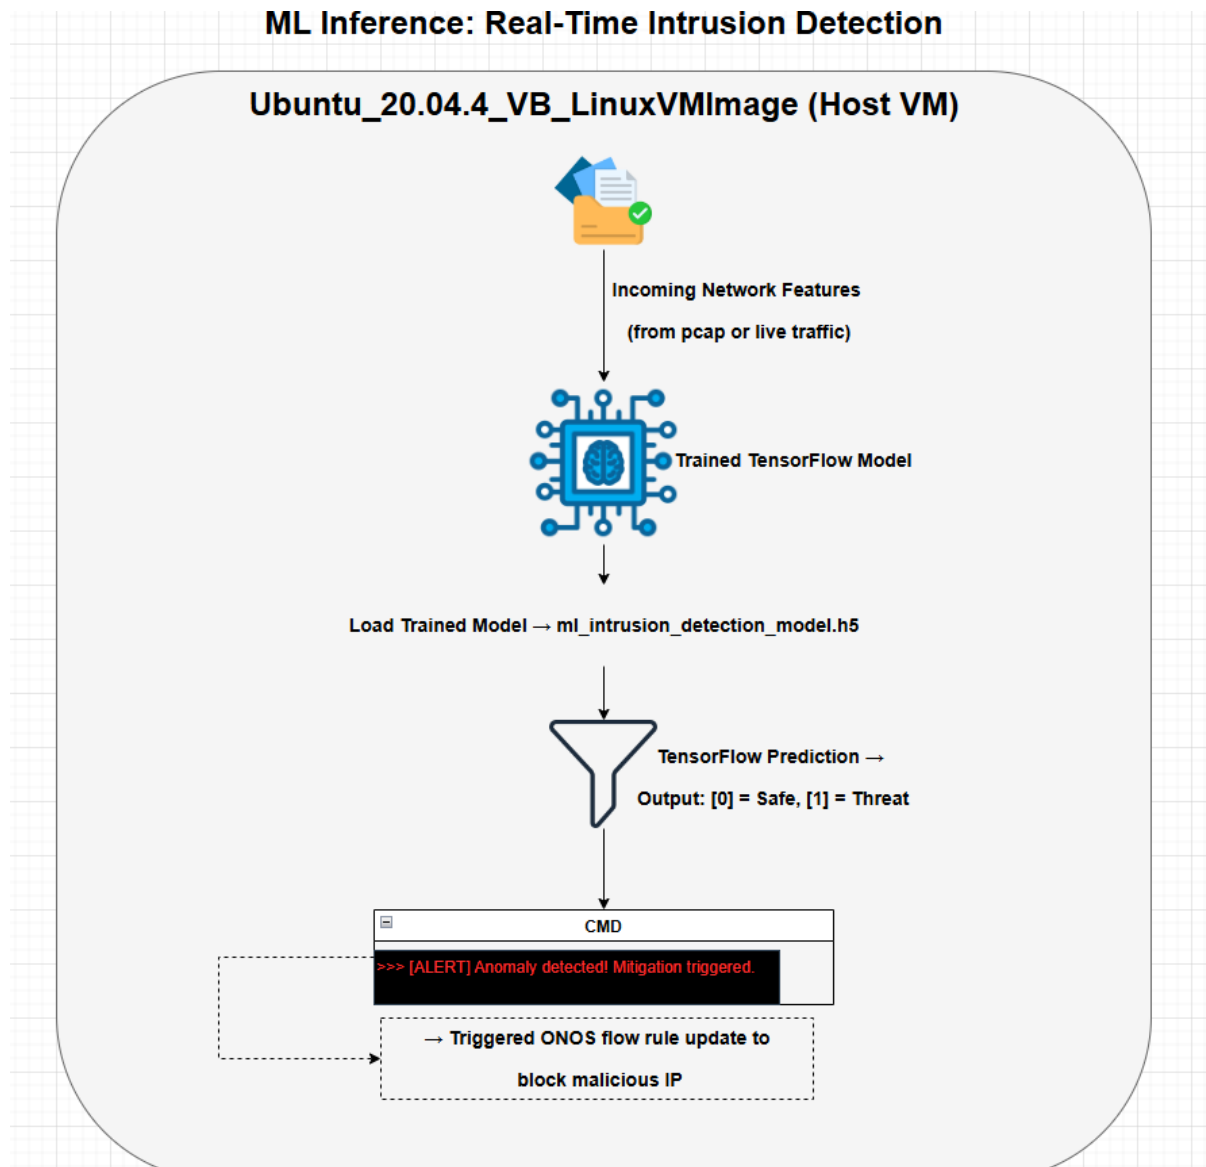 ML Inference: Real-Time Intrusion Detection
Ubuntu_20.04.4_VB_LinuxVMImage (Host VM)
Incoming Network Features
(from pcap or live traffic)
Trained TensorFlow Model
Load Trained Model → ml_intrusion_detection_model.h5
TensorFlow Prediction →
Output: [0] = Safe, [1] = Threat
CMD
>>> [ALERT] Anomaly detected! Mitigation triggered.
→ Triggered ONOS flow rule update to
block malicious IP